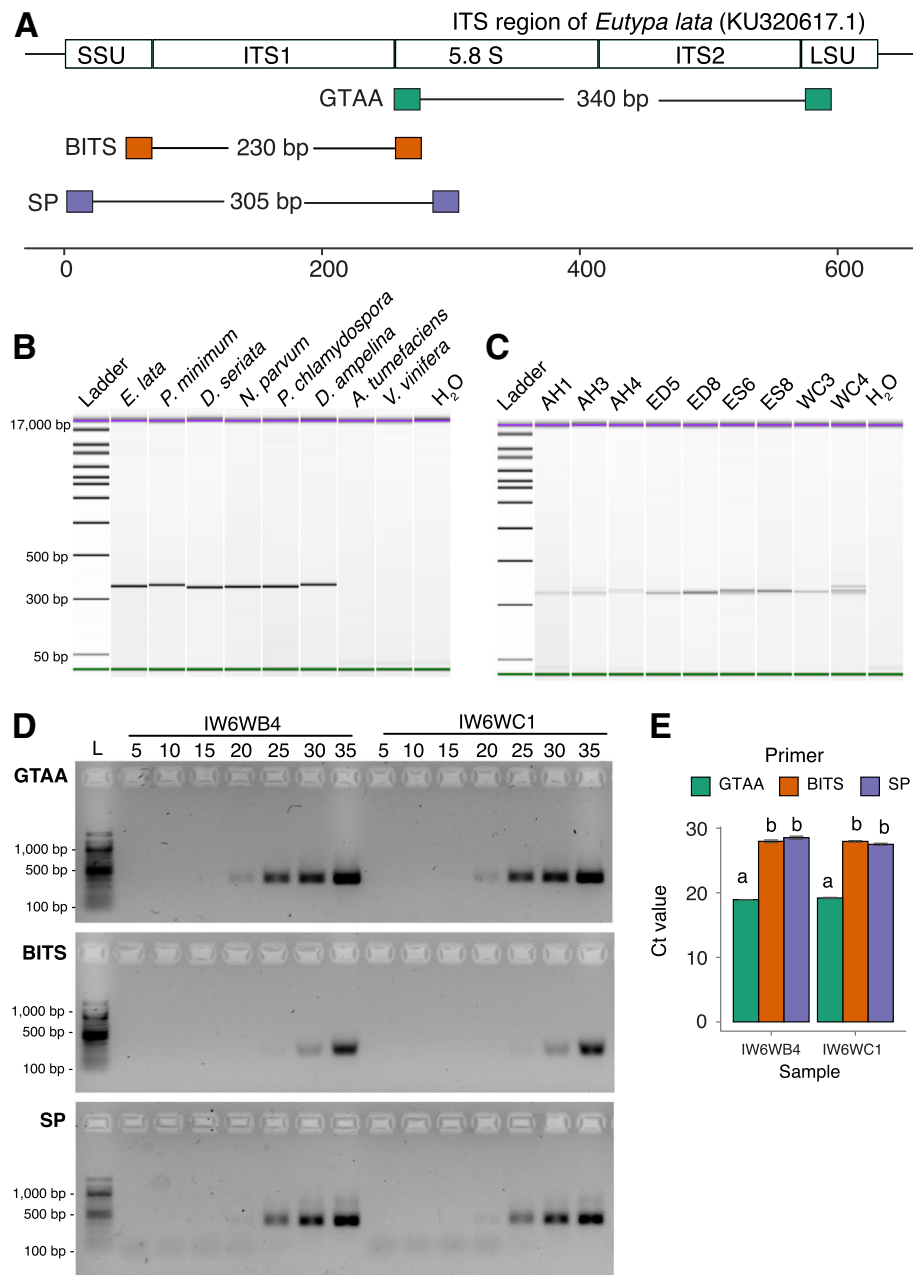 A
ITS region of Eutypa lata (KU320617.1)
SSU ITS1 5.8 S ITS2 LSU
GTAA 340 bp
BITS 230 bp
SP 305 bp
0 200 400 600
B
Ladder E. lata P. minimum D. seriata N. parvum P. chlamydospora D. ampelina A. tumefaciens V. vinifera H2O
17,000 bp
500 bp
300 bp
50 bp
C
Ladder AH1 AH3 AH4 ED5 ED8 ES6 ES8 WC3 WC4 H2O
D
IW6WB4 IW6WC1
L 5 10 15 20 25 30 35 5 10 15 20 25 30 35
GTAA
1,000 bp -
500 bp -
100 bp -
BITS
1,000 bp -
500 bp -
100 bp -
SP
1,000 bp -
500 bp -
100 bp -
E
Primer
GTAA BITS SP
30
20
10
0
Ct value
a b b a b b
IW6WB4 IW6WC1
Sample